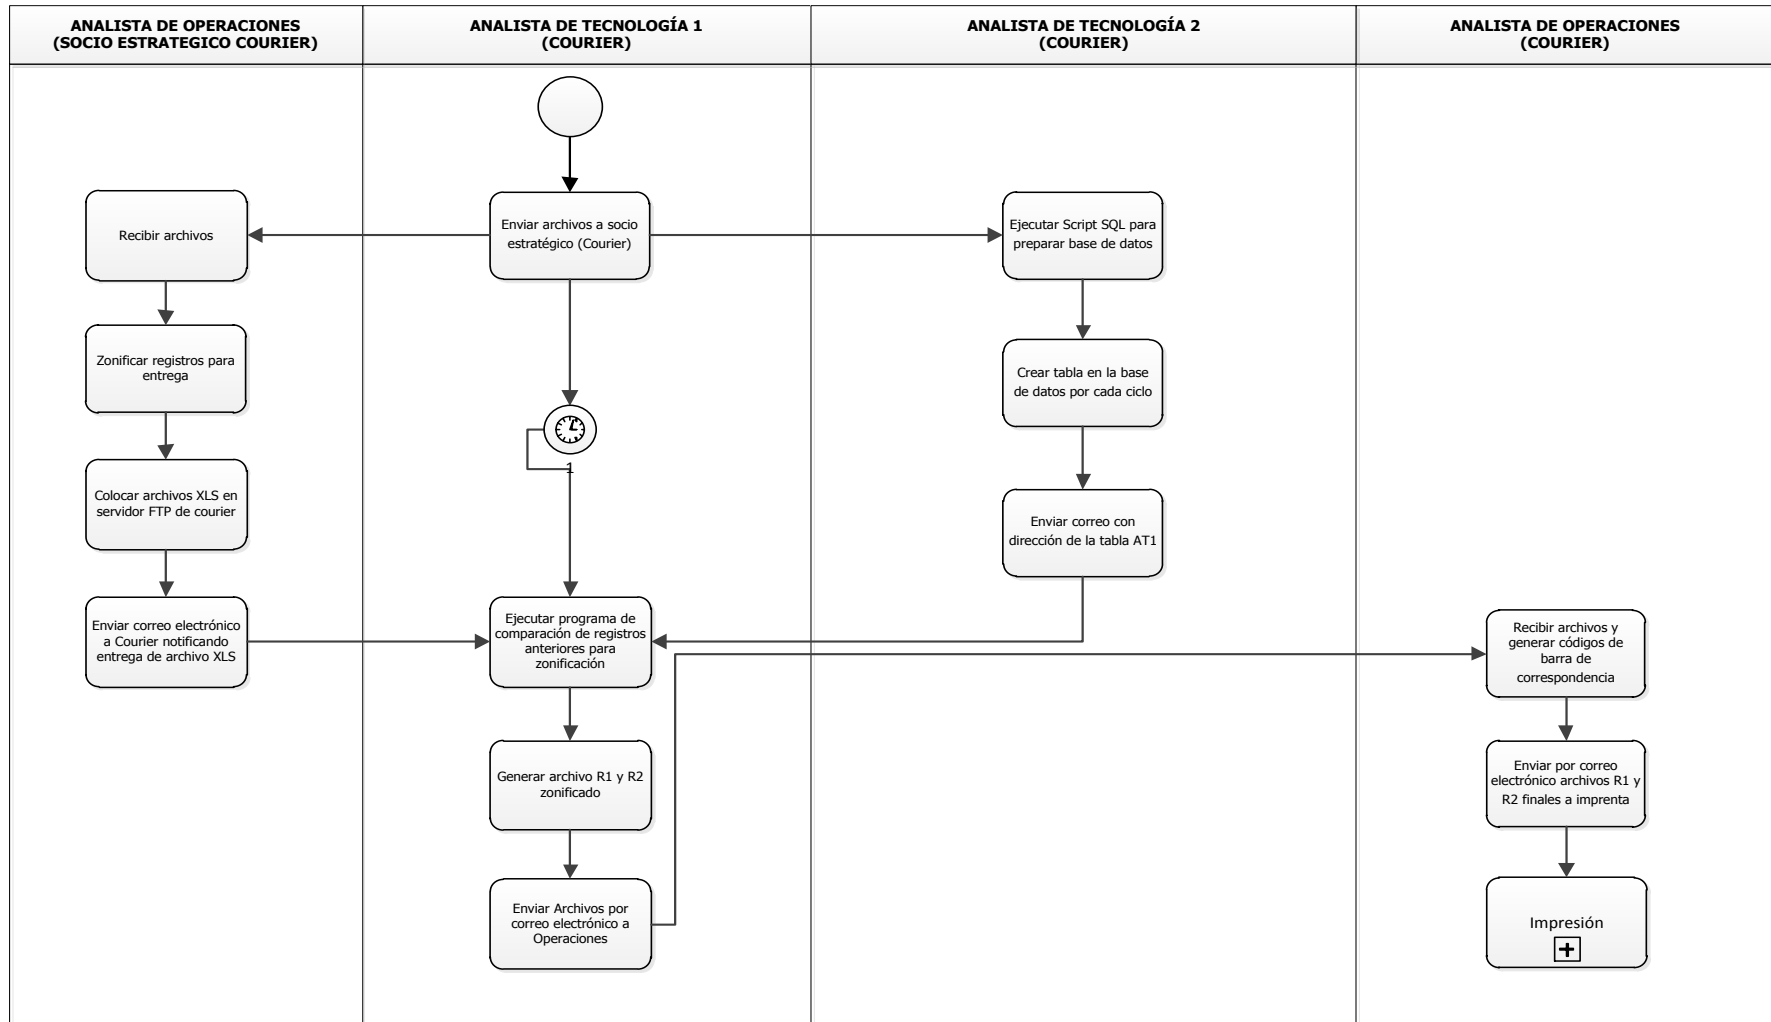 ANALISTA DE OPERACIONES
(SOCIO ESTRATEGICO COURIER)
ANALISTA DE TECNOLOGÍA 1
(COURIER)
ANALISTA DE TECNOLOGÍA 2
(COURIER)
ANALISTA DE OPERACIONES
(COURIER)
Recibir archivos
Enviar archivos a socio
estratégico (Courier)
Ejecutar Script SQL para
preparar base de datos
Zonificar registros para
entrega
Crear tabla en la base
de datos por cada ciclo
1
Colocar archivos XLS en
servidor FTP de courier
Enviar correo con
dirección de la tabla AT1
Enviar correo electrónico
a Courier notificando
entrega de archivo XLS
Ejecutar programa de
comparación de registros
anteriores para
zonificación
Recibir archivos y
generar códigos de
barra de
correspondencia
Generar archivo R1 y R2
zonificado
Enviar por correo
electrónico archivos R1 y
R2 finales a imprenta
Enviar Archivos por
correo electrónico a
Operaciones
Impresión